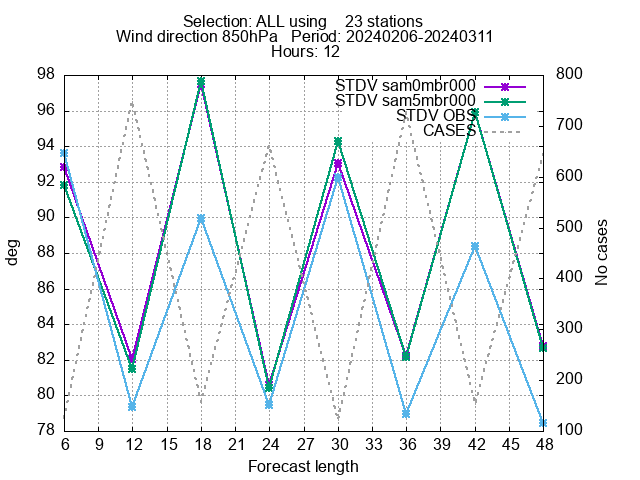 Selection: ALL using    23 stations
Wind direction 850hPa   Period: 20240206-20240311
Hours: 12
98
96
94
92
90
88
86
84
82
80
78
deg
800
700
600
500
400
300
200
100
No cases
STDV sam0mbr000
STDV sam5mbr000
STDV OBS
CASES
6 9 12 15 18 21 24 27 30 33 36 39 42 45 48
Forecast length